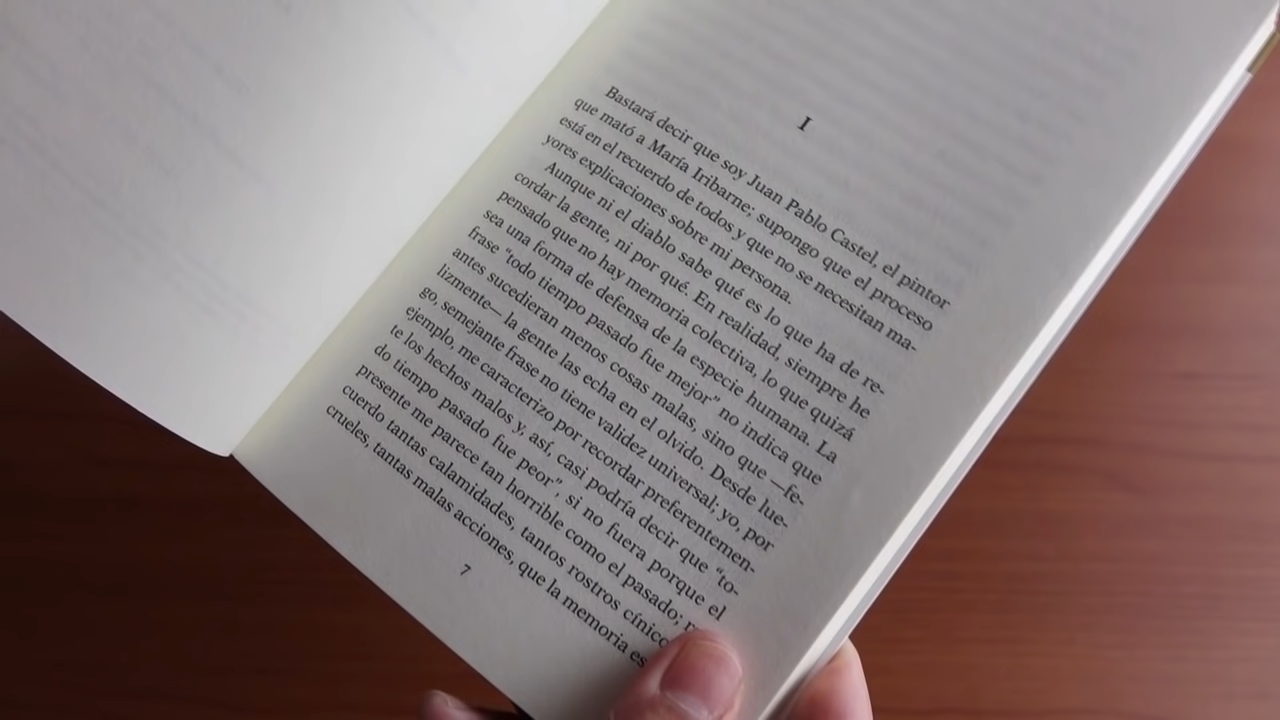 I
Bastará decir que soy Juan Pablo Castel, el pintor
que mató a María Iribarne; supongo que el proceso
está en el recuerdo de todos y que no se necesitan ma-
yores explicaciones sobre mi persona.
Aunque ni el diablo sabe qué es lo que ha de re-
cordar la gente, ni por qué. En realidad, siempre he
pensado que no hay memoria colectiva, lo que quizá
sea una forma de defensa de la especie humana. La
frase “todo tiempo pasado fue mejor” no indica que
antes sucedieran menos cosas malas, sino que —fe-
lizmente— la gente las echa en el olvido. Desde lue-
go, semejante frase no tiene validez universal; yo, por
ejemplo, me caracterizo por recordar preferentemen-
te los hechos malos y, así, casi podría decir que “to-
do tiempo pasado fue peor”, si no fuera porque el
presente me parece tan horrible como el pasado;
cuerdo tantas calamidades, tantos rostros
crueles, tantas malas acciones, que la memoria es
7